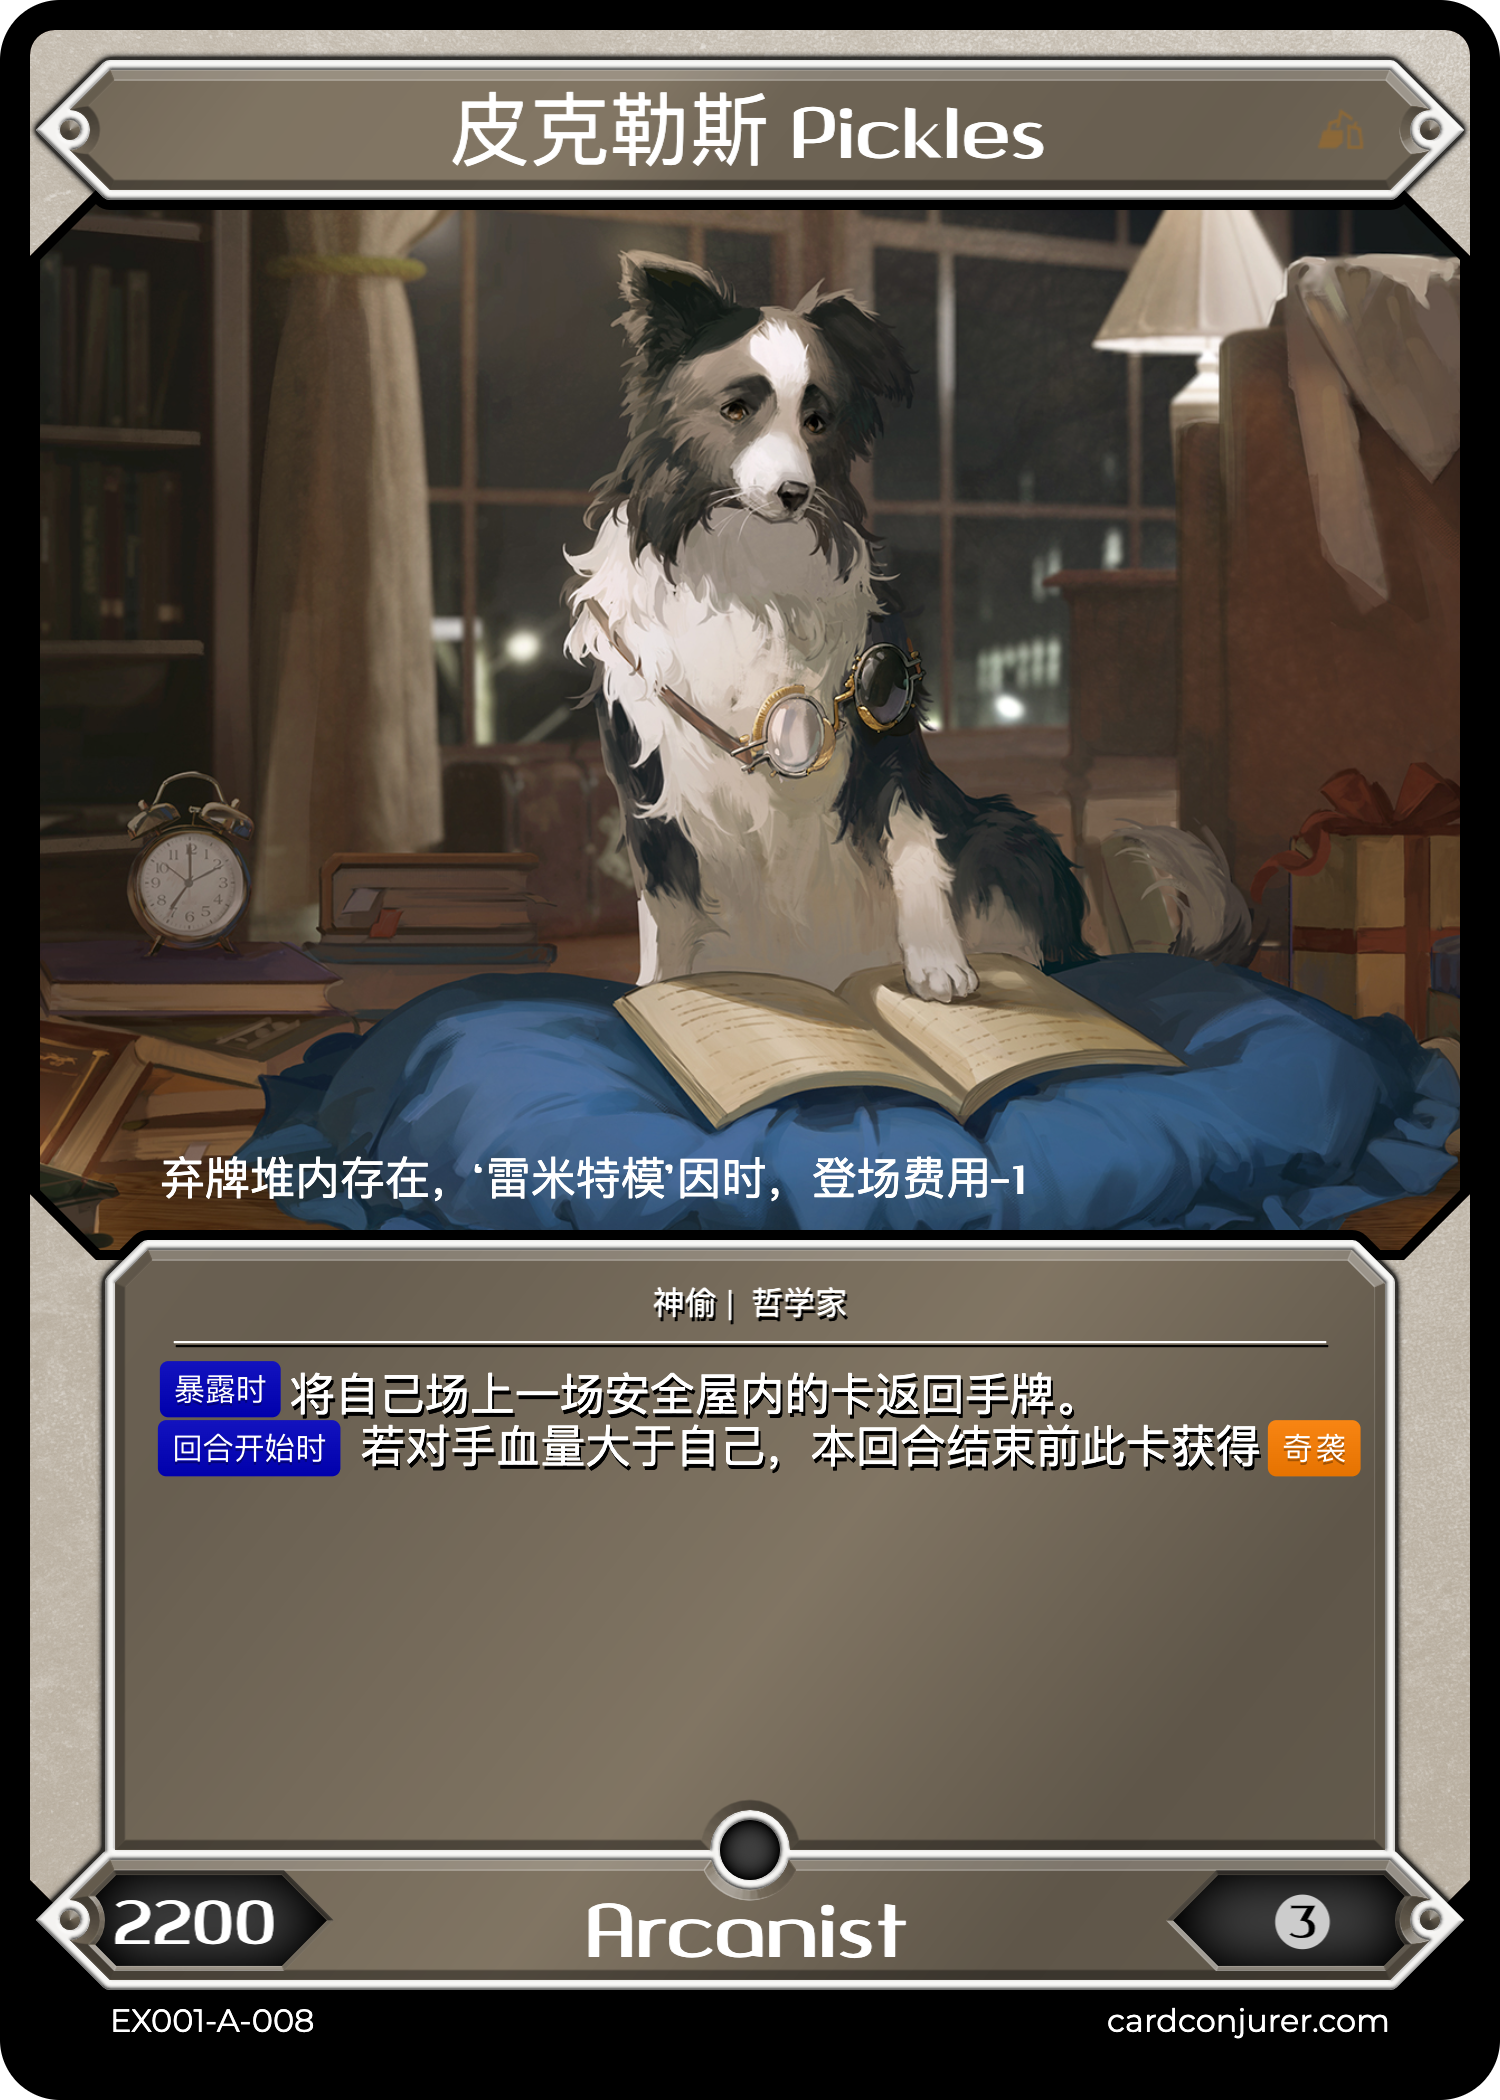 皮克勒斯 Pickles
弃牌堆内存在，‘雷米特模’因时，登场费用-1
神偷 | 哲学家
暴露时 将自己场上一场安全屋内的卡返回手牌。
回合开始时 若对手血量大于自己，本回合结束前此卡获得 奇袭
2200 Arcanist 3
EX001-A-008 cardconjurer.com